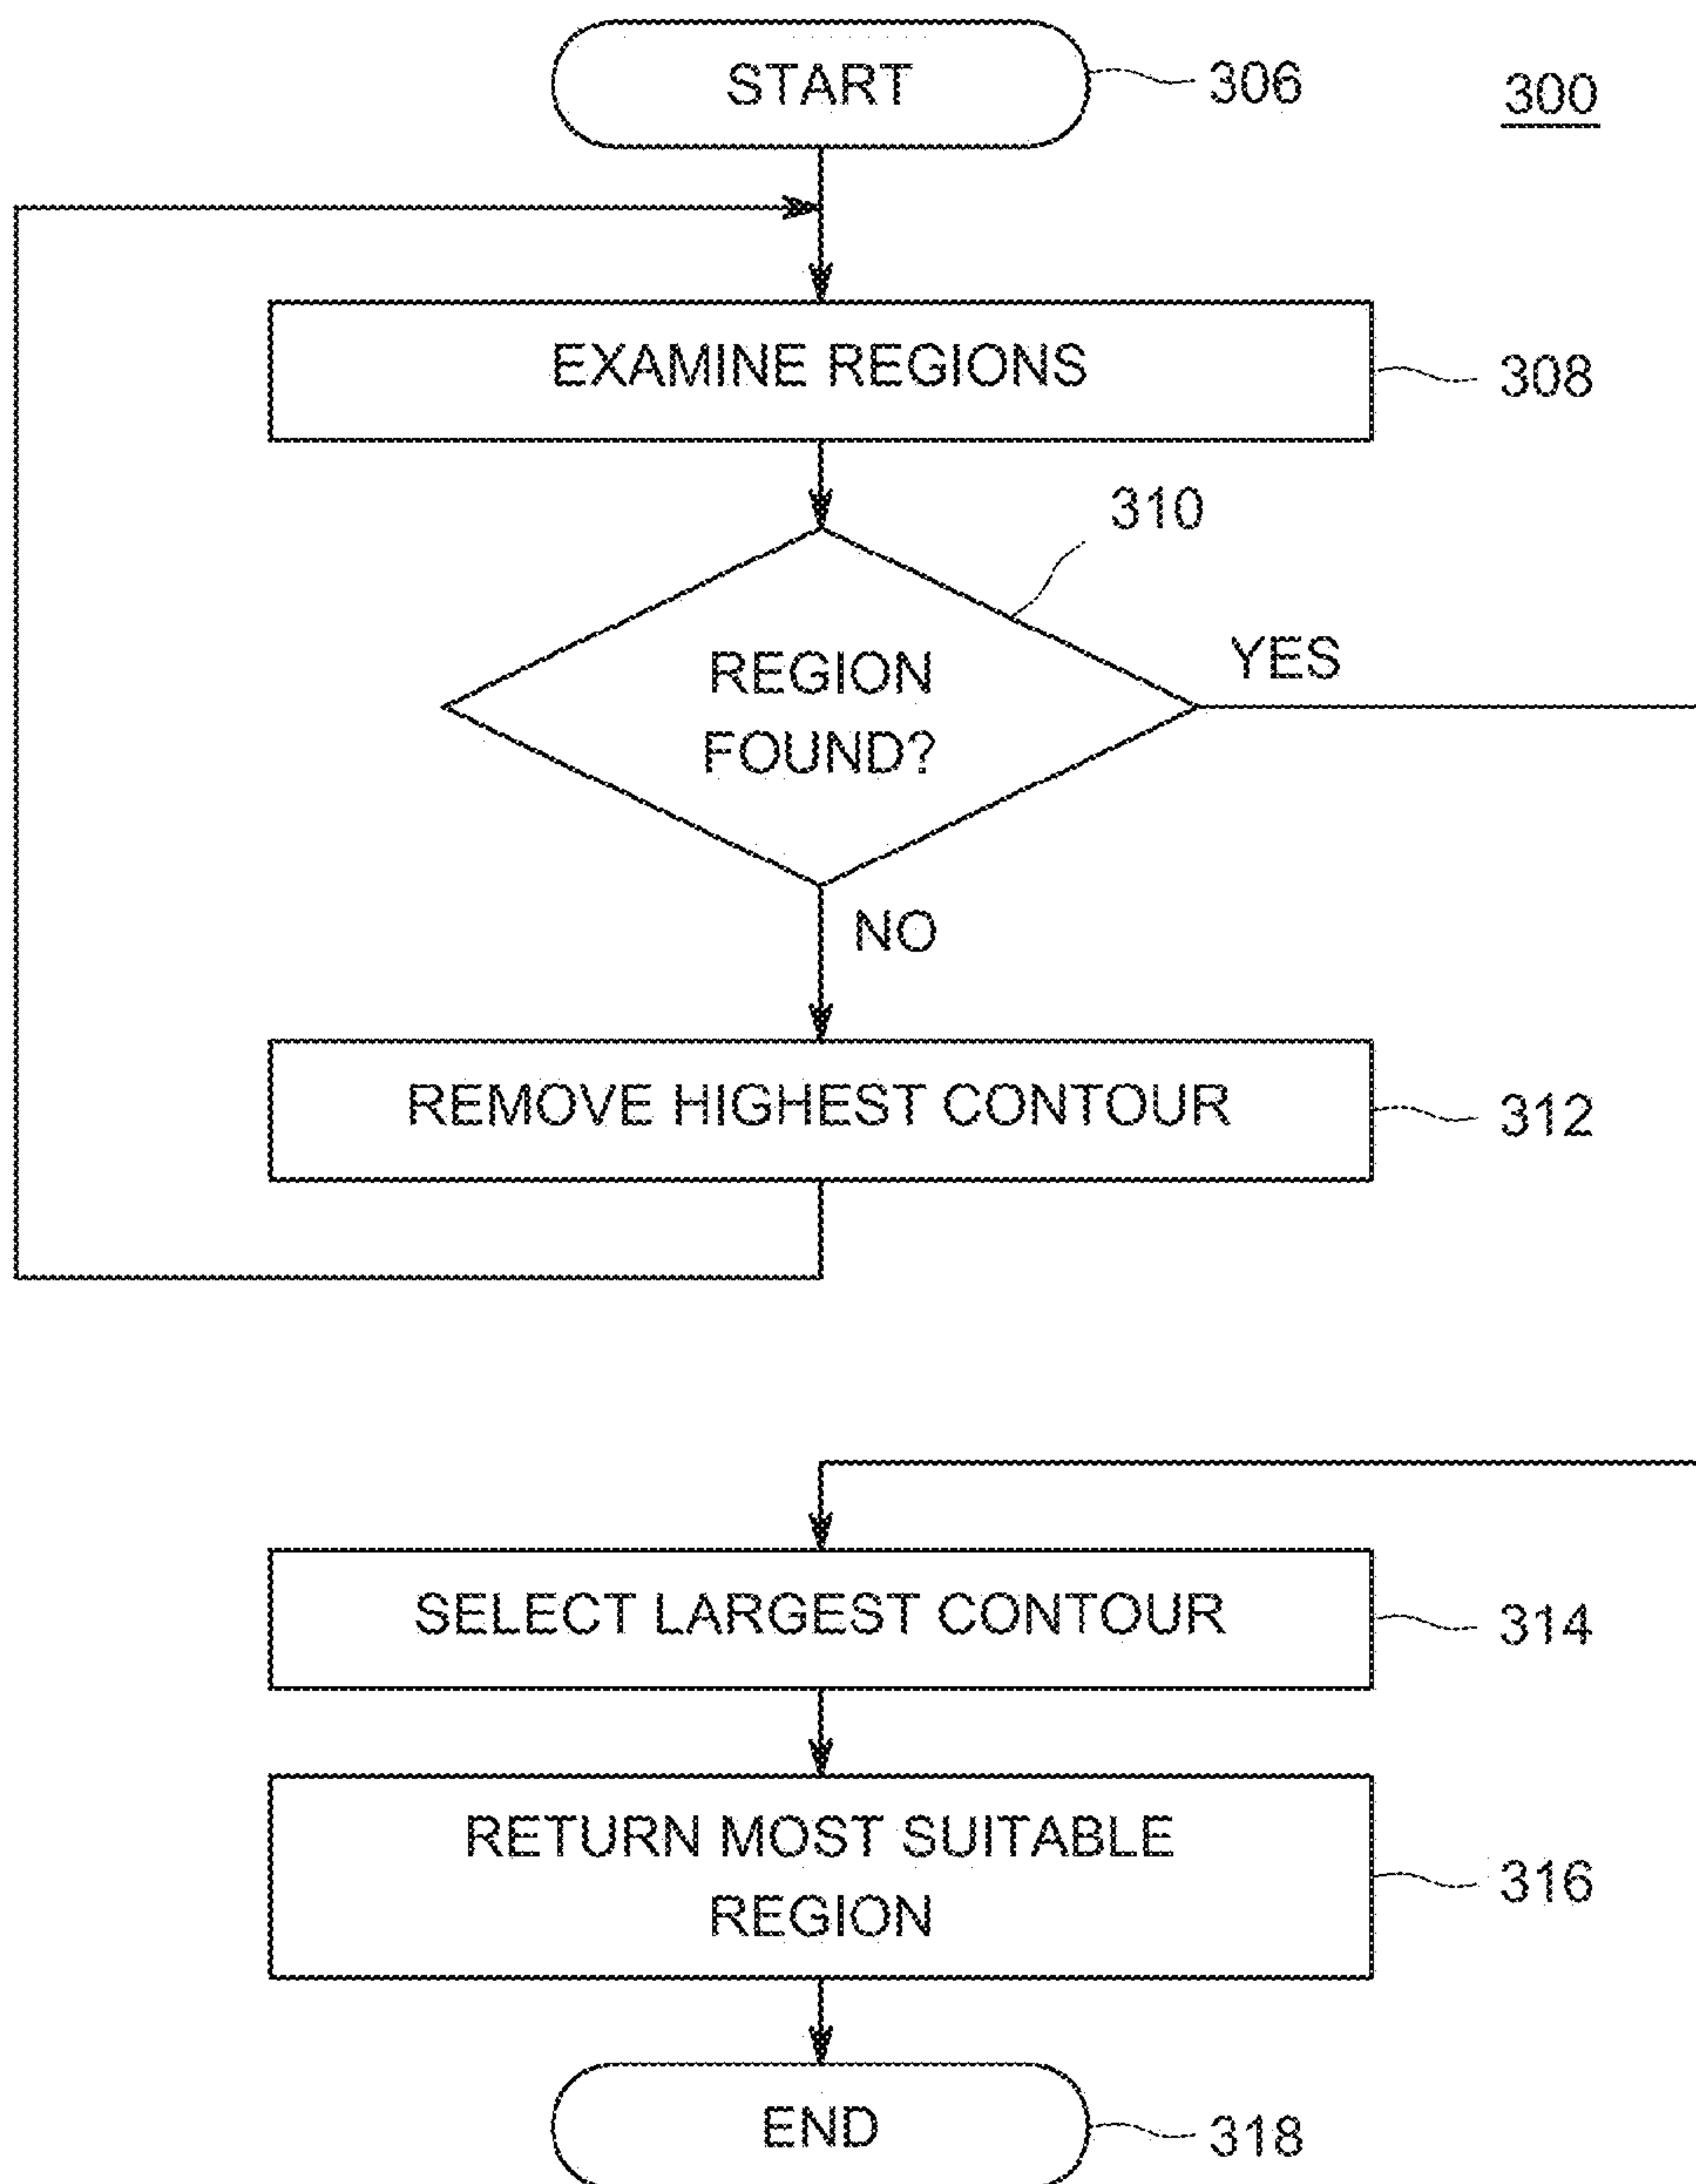 START
306
300
EXAMINE REGIONS
308
310
REGION
FOUND?
YES
NO
REMOVE HIGHEST CONTOUR
312
SELECT LARGEST CONTOUR
314
RETURN MOST SUITABLE
REGION
316
END
318